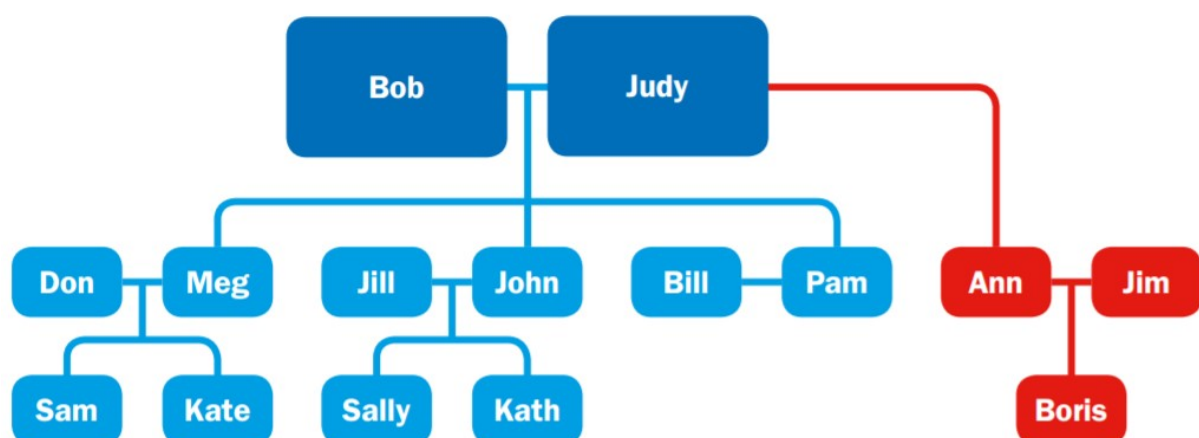 Bob
Judy
Don
Meg
Jill
John
Bill
Pam
Ann
Jim
Sam
Kate
Sally
Kath
Boris